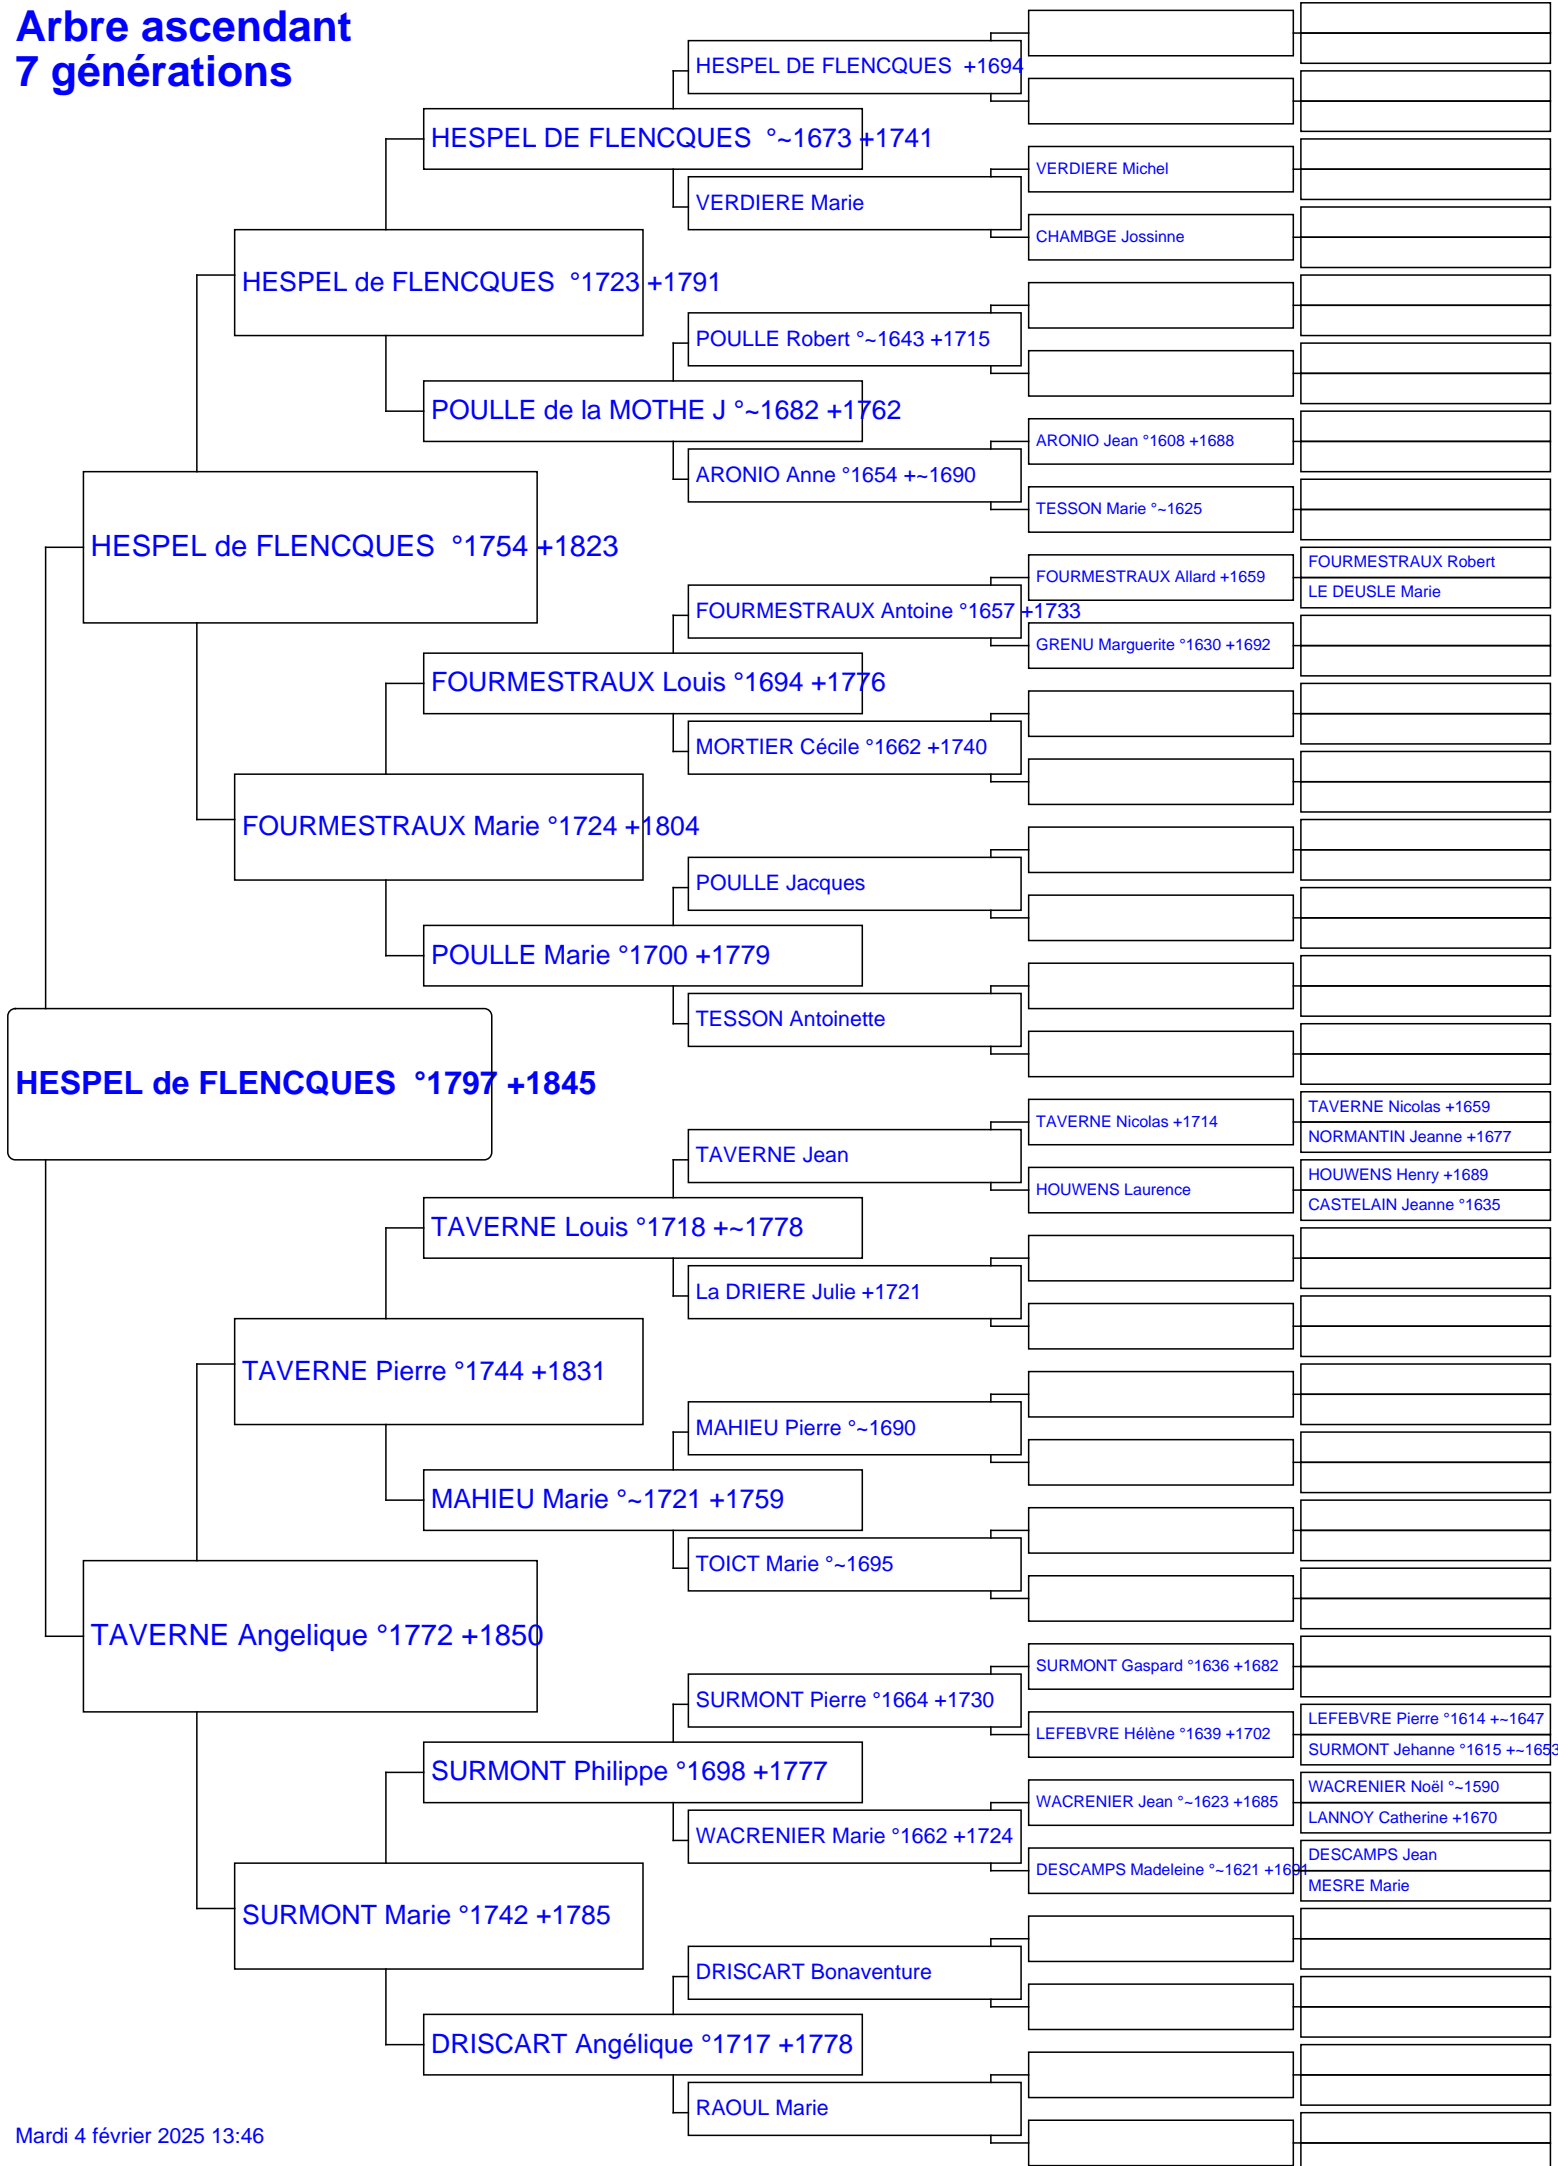 Arbre ascendant
7 générations
HESPEL DE FLENCQUES  +1694
HESPEL DE FLENCQUES  °~1673 +1741
VERDIERE Michel
VERDIERE Marie
CHAMBGE Jossinne
HESPEL de FLENCQUES  °1723 +1791
POULLE Robert °~1643 +1715
POULLE de la MOTHE J °~1682 +1762
ARONIO Jean °1608 +1688
ARONIO Anne °1654 +~1690
TESSON Marie °~1625
HESPEL de FLENCQUES  °1754 +1823
FOURMESTRAUX Robert
FOURMESTRAUX Allard +1659
LE DEUSLE Marie
FOURMESTRAUX Antoine °1657 +1733
GRENU Marguerite °1630 +1692
FOURMESTRAUX Louis °1694 +1776
MORTIER Cécile °1662 +1740
FOURMESTRAUX Marie °1724 +1804
POULLE Jacques
POULLE Marie °1700 +1779
TESSON Antoinette
HESPEL de FLENCQUES  °1797 +1845
TAVERNE Nicolas +1659
TAVERNE Nicolas +1714
NORMANTIN Jeanne +1677
TAVERNE Jean
HOUWENS Henry +1689
HOUWENS Laurence
CASTELAIN Jeanne °1635
TAVERNE Louis °1718 +~1778
La DRIERE Julie +1721
TAVERNE Pierre °1744 +1831
MAHIEU Pierre °~1690
MAHIEU Marie °~1721 +1759
TOICT Marie °~1695
TAVERNE Angelique °1772 +1850
SURMONT Gaspard °1636 +1682
SURMONT Pierre °1664 +1730
LEFEBVRE Pierre °1614 +~1647
LEFEBVRE Hélène °1639 +1702
SURMONT Jehanne °1615 +~1653
SURMONT Philippe °1698 +1777
WACRENIER Noël °~1590
WACRENIER Jean °~1623 +1685
LANNOY Catherine +1670
WACRENIER Marie °1662 +1724
DESCAMPS Jean
DESCAMPS Madeleine °~1621 +1691
MESRE Marie
SURMONT Marie °1742 +1785
DRISCART Bonaventure
DRISCART Angélique °1717 +1778
RAOUL Marie
Mardi 4 février 2025 13:46